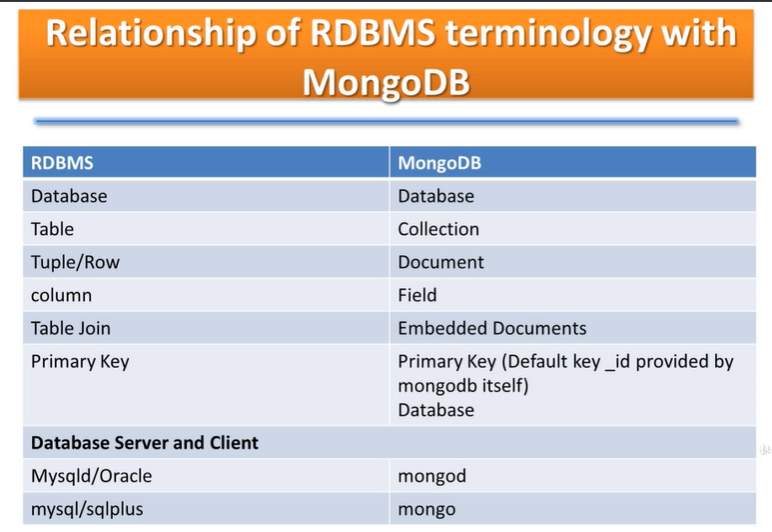 Relationship of RDBMS terminology with
MongoDB
RDBMS MongoDB
Database Database
Table Collection
Tuple/Row Document
column Field
Table Join Embedded Documents
Primary Key Primary Key (Default key _id provided by
mongodb itself)
Database
Database Server and Client
Mysqld/Oracle mongod
mysql/sqlplus mongo